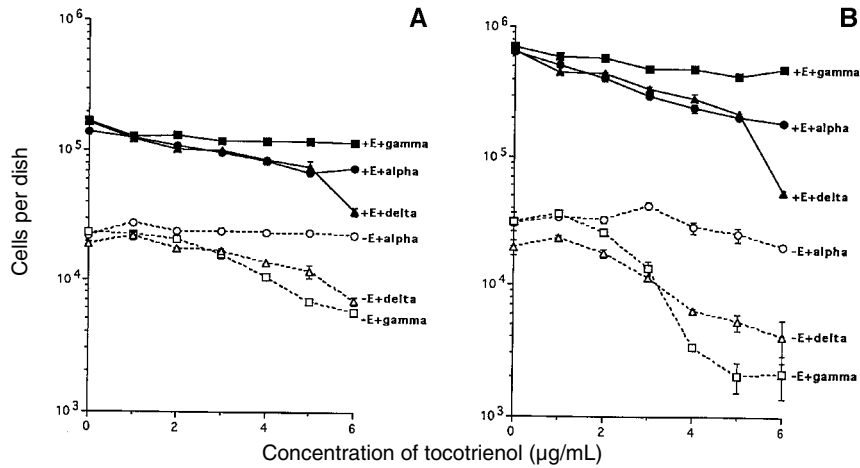 A
10⁶
10⁵
10⁴
10³
+E+gamma
+E+alpha
+E+delta
-E+alpha
-E+delta
-E+gamma
0
2
4
6
B
10⁶
10⁵
10⁴
10³
+E+gamma
+E+alpha
+E+delta
-E+alpha
-E+delta
-E+gamma
0
2
4
6
Cells per dish
Concentration of tocotrienol (µg/mL)